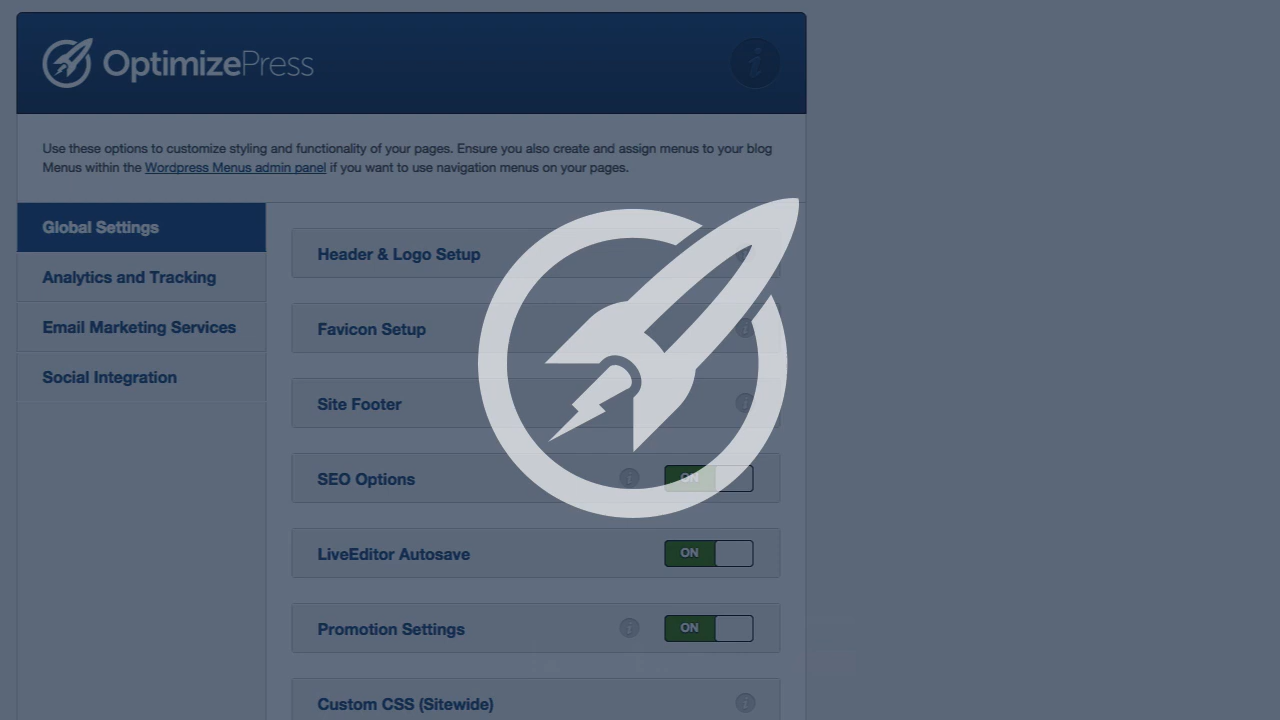 OptimizePress
Use these options to customize styling and functionality of your pages. Ensure you also create and assign menus to your blog
Menus within the Wordpress Menus admin panel if you want to use navigation menus on your pages.
Global Settings
Analytics and Tracking
Email Marketing Services
Social Integration
Header & Logo Setup
Favicon Setup
Site Footer
SEO Options ON
LiveEditor Autosave ON
Promotion Settings ON
Custom CSS (Sitewide)